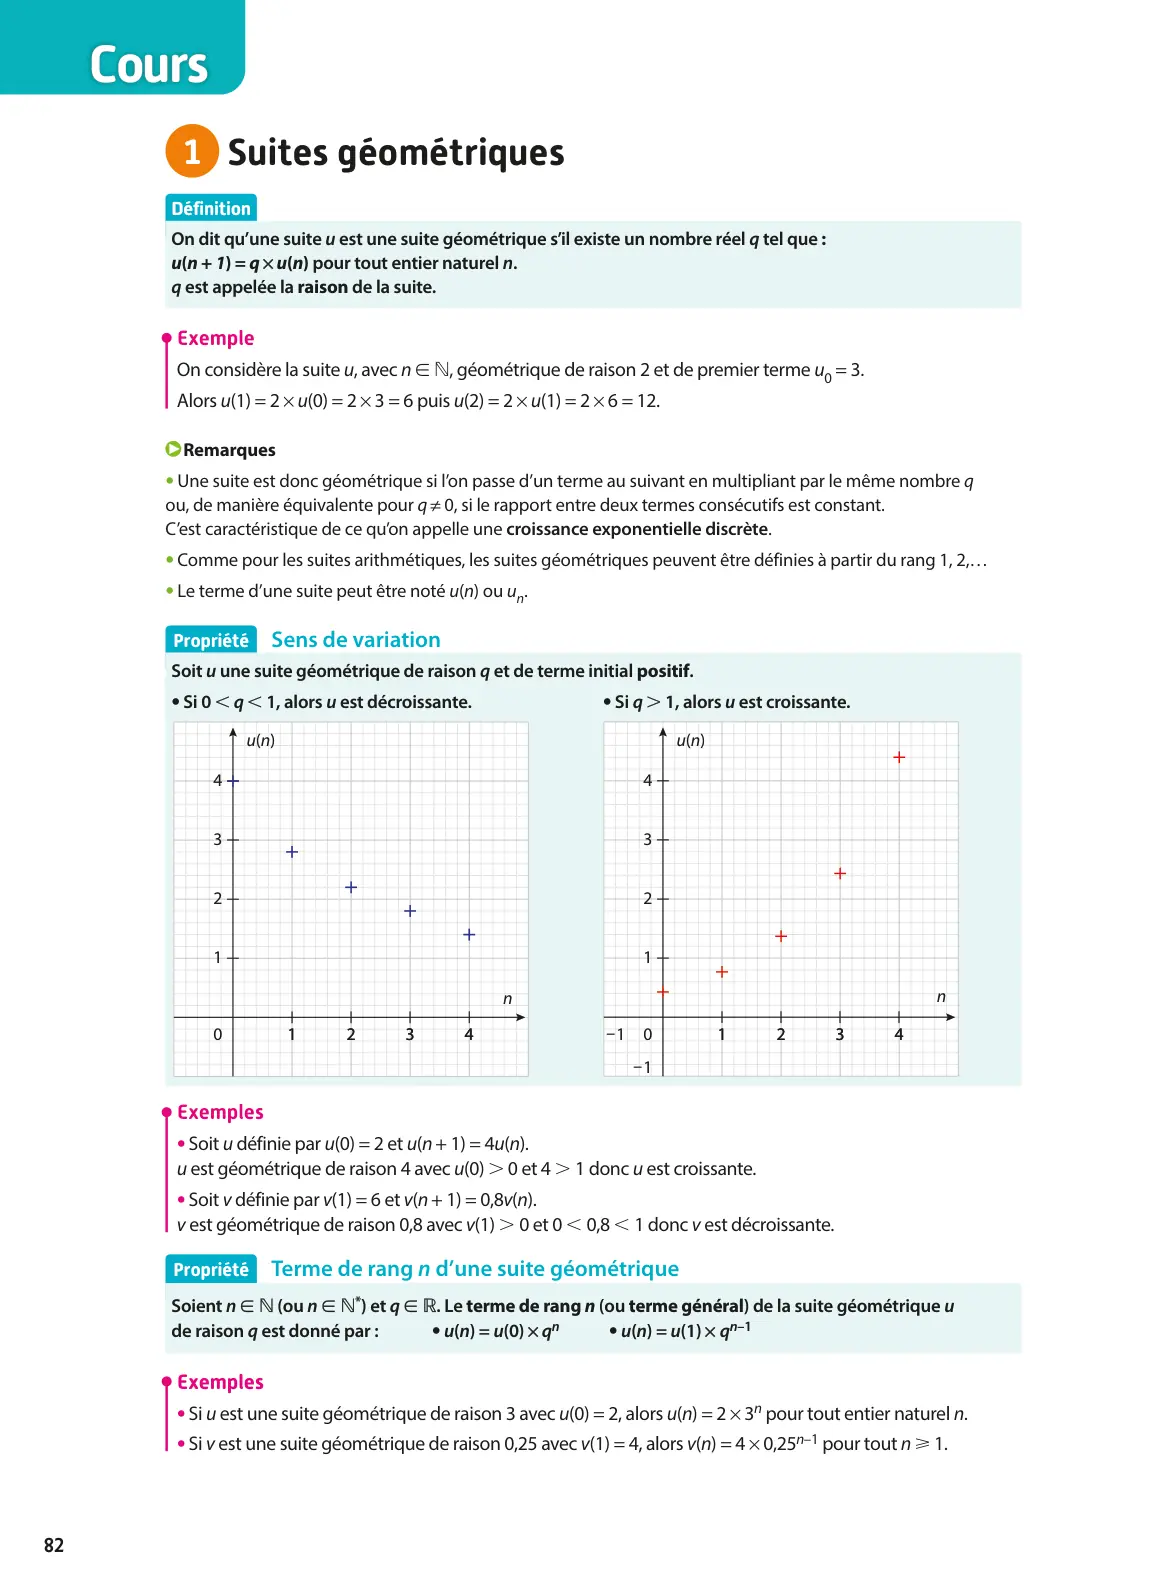 Cours
1 Suites géométriques
Définition
On dit qu’une suite u est une suite géométrique s’il existe un nombre réel q tel que :
u(n + 1) = q × u(n) pour tout entier naturel n.
q est appelée la raison de la suite.
Exemple
On considère la suite u, avec n ∈ ℕ, géométrique de raison 2 et de premier terme u₀ = 3.
Alors u(1) = 2 × u(0) = 2 × 3 = 6 puis u(2) = 2 × u(1) = 2 × 6 = 12.
Remarques
• Une suite est donc géométrique si l’on passe d’un terme au suivant en multipliant par le même nombre q
ou, de manière équivalente pour q ≠ 0, si le rapport entre deux termes consécutifs est constant.
C’est caractéristique de ce qu’on appelle une croissance exponentielle discrète.
• Comme pour les suites arithmétiques, les suites géométriques peuvent être définies à partir du rang 1, 2,…
• Le terme d’une suite peut être noté u(n) ou uₙ.
Propriété Sens de variation
Soit u une suite géométrique de raison q et de terme initial positif.
• Si 0 < q < 1, alors u est décroissante.
u(n)
4
3
2
1
n
0 1 2 3 4
• Si q > 1, alors u est croissante.
u(n)
4
3
2
1
n
−1 0 1 2 3 4
−1
Exemples
• Soit u définie par u(0) = 2 et u(n + 1) = 4u(n).
u est géométrique de raison 4 avec u(0) > 0 et 4 > 1 donc u est croissante.
• Soit v définie par v(1) = 6 et v(n + 1) = 0,8v(n).
v est géométrique de raison 0,8 avec v(1) > 0 et 0 < 0,8 < 1 donc v est décroissante.
Propriété Terme de rang n d’une suite géométrique
Soient n ∈ ℕ (ou n ∈ ℕ*) et q ∈ ℝ. Le terme de rang n (ou terme général) de la suite géométrique u
de raison q est donné par : • u(n) = u(0) × qⁿ • u(n) = u(1) × qⁿ⁻¹
Exemples
• Si u est une suite géométrique de raison 3 avec u(0) = 2, alors u(n) = 2 × 3ⁿ pour tout entier naturel n.
• Si v est une suite géométrique de raison 0,25 avec v(1) = 4, alors v(n) = 4 × 0,25ⁿ⁻¹ pour tout n ⩾ 1.
82